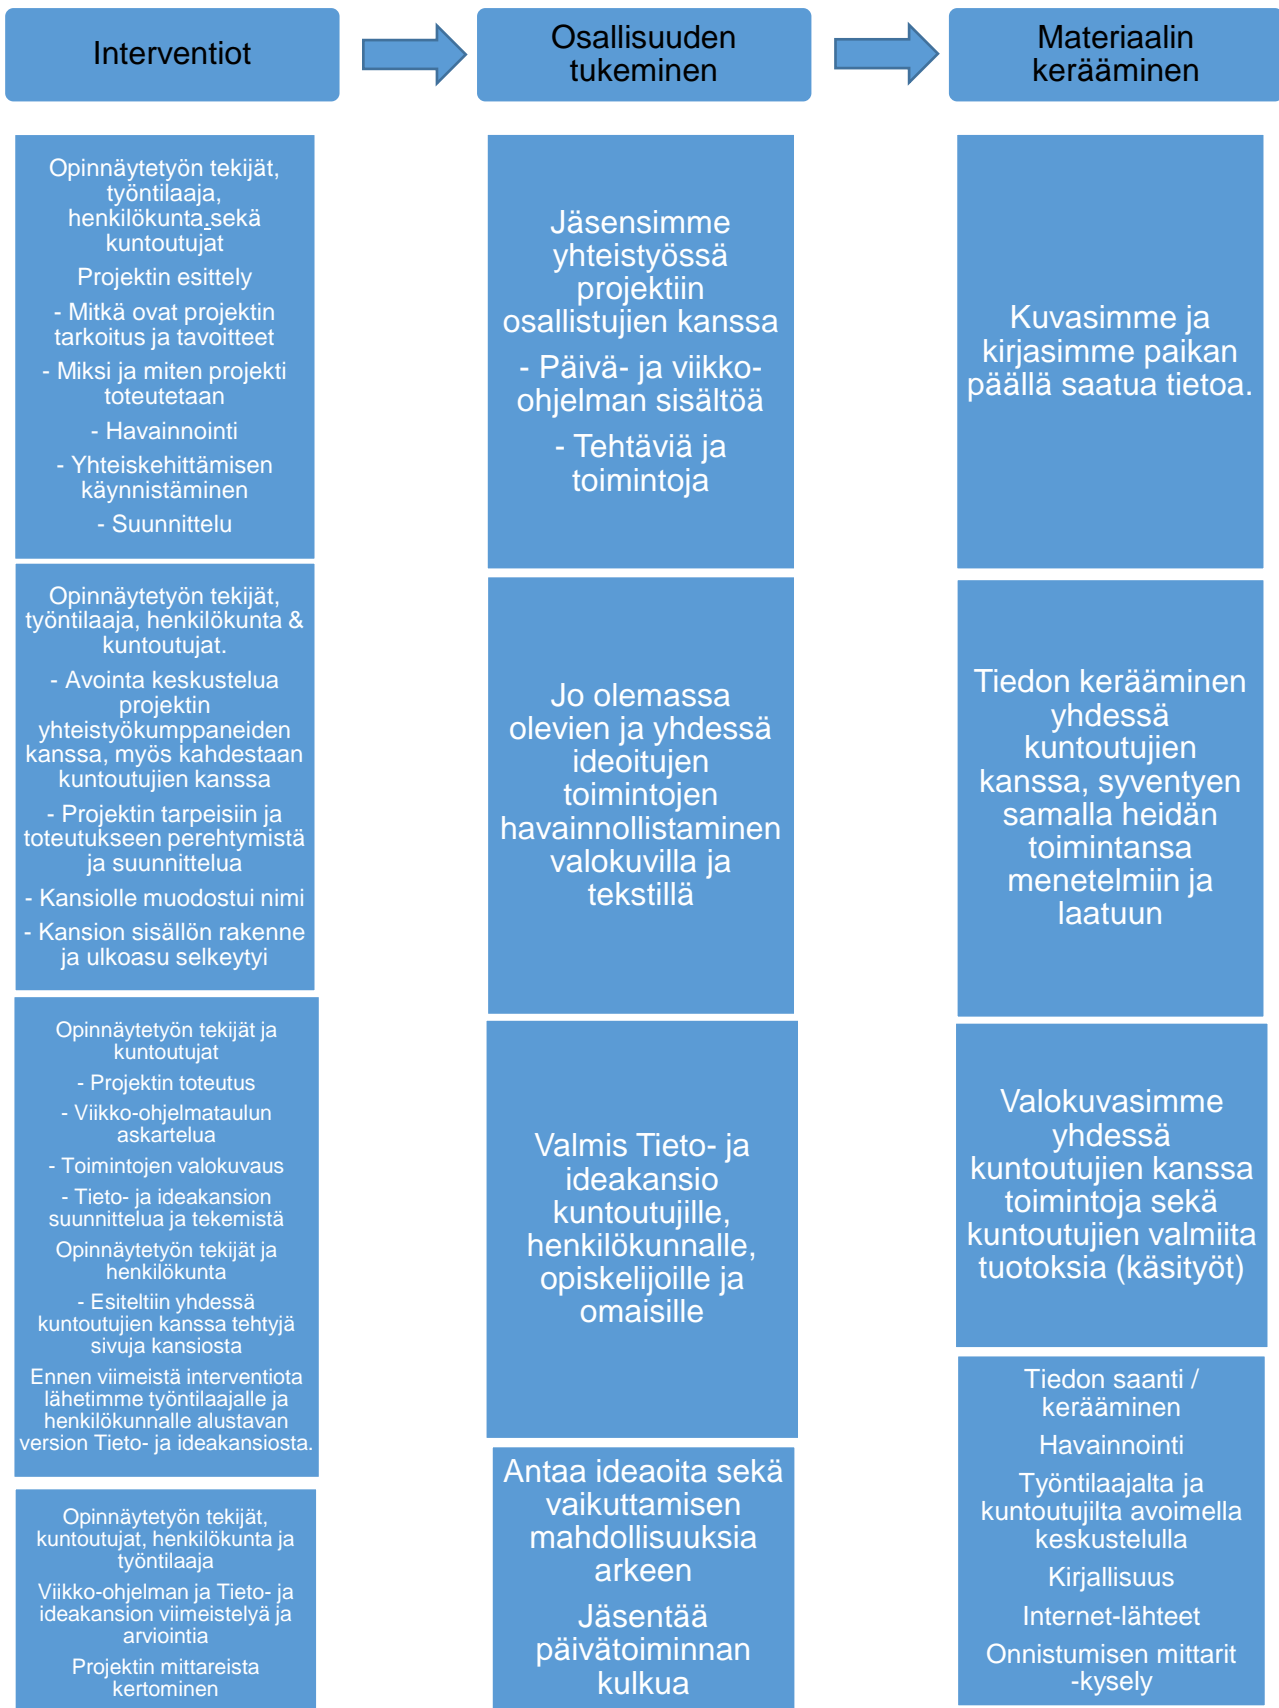 Interventiot
Osallisuuden
tukeminen
Materiaalin
kerääminen
Opinnäytetyön tekijät,
työntilaaja,
henkilökunta.sekä
kuntoutujat
Projektin esittely
- Mitkä ovat projektin
tarkoitus ja tavoitteet
- Miksi ja miten projekti
toteutetaan
- Havainnointi
- Yhteiskehittämisen
käynnistäminen
- Suunnittelu
Jäsensimme
yhteistyössä
projektiin
osallistujien kanssa
- Päivä- ja viikko-
ohjelman sisältöä
- Tehtäviä ja
toimintoja
Kuvasimme ja
kirjasimme paikan
päällä saatua tietoa.
Opinnäytetyön tekijät,
työntilaaja, henkilökunta &
kuntoutujat.
- Avointa keskustelua
projektin
yhteistyökumppaneiden
kanssa, myös kahdestaan
kuntoutujien kanssa
- Projektin tarpeisiin ja
toteutukseen perehtymistä
ja suunnittelua
- Kansiolle muodostui nimi
- Kansion sisällön rakenne
ja ulkoasu selkeytyi
Jo olemassa
olevien ja yhdessä
ideoitujen
toimintojen
havainnollistaminen
valokuvilla ja
tekstillä
Tiedon kerääminen
yhdessä
kuntoutujien
kanssa, syventyen
samalla heidän
toimintansa
menetelmiin ja
laatuun
Opinnäytetyön tekijät ja
kuntoutujat
- Projektin toteutus
- Viikko-ohjelmataulun
askartelua
- Toimintojen valokuvaus
- Tieto- ja ideakansion
suunnittelua ja tekemistä
Opinnäytetyön tekijät ja
henkilökunta
- Esiteltiin yhdessä
kuntoutujien kanssa tehtyjä
sivuja kansiosta
Ennen viimeistä interventiota
lähetimme työntilaajalle ja
henkilökunnalle alustavan
version Tieto- ja ideakansiosta.
Valmis Tieto- ja
ideakansio
kuntoutujille,
henkilökunnalle,
opiskelijoille ja
omaisille
Valokuvasimme
yhdessä
kuntoutujien kanssa
toimintoja sekä
kuntoutujien valmiita
tuotoksia (käsityöt)
Opinnäytetyön tekijät,
kuntoutujat, henkilökunta ja
työntilaaja
Viikko-ohjelman ja Tieto- ja
ideakansion viimeistelyä ja
arviointia
Projektin mittareista
kertominen
Antaa ideaoita sekä
vaikuttamisen
mahdollisuuksia
arkeen
Jäsentää
päivätoiminnan
kulkua
Tiedon saanti /
kerääminen
Havainnointi
Työntilaajalta ja
kuntoutujilta avoimella
keskustelulla
Kirjallisuus
Internet-lähteet
Onnistumisen mittarit
-kysely